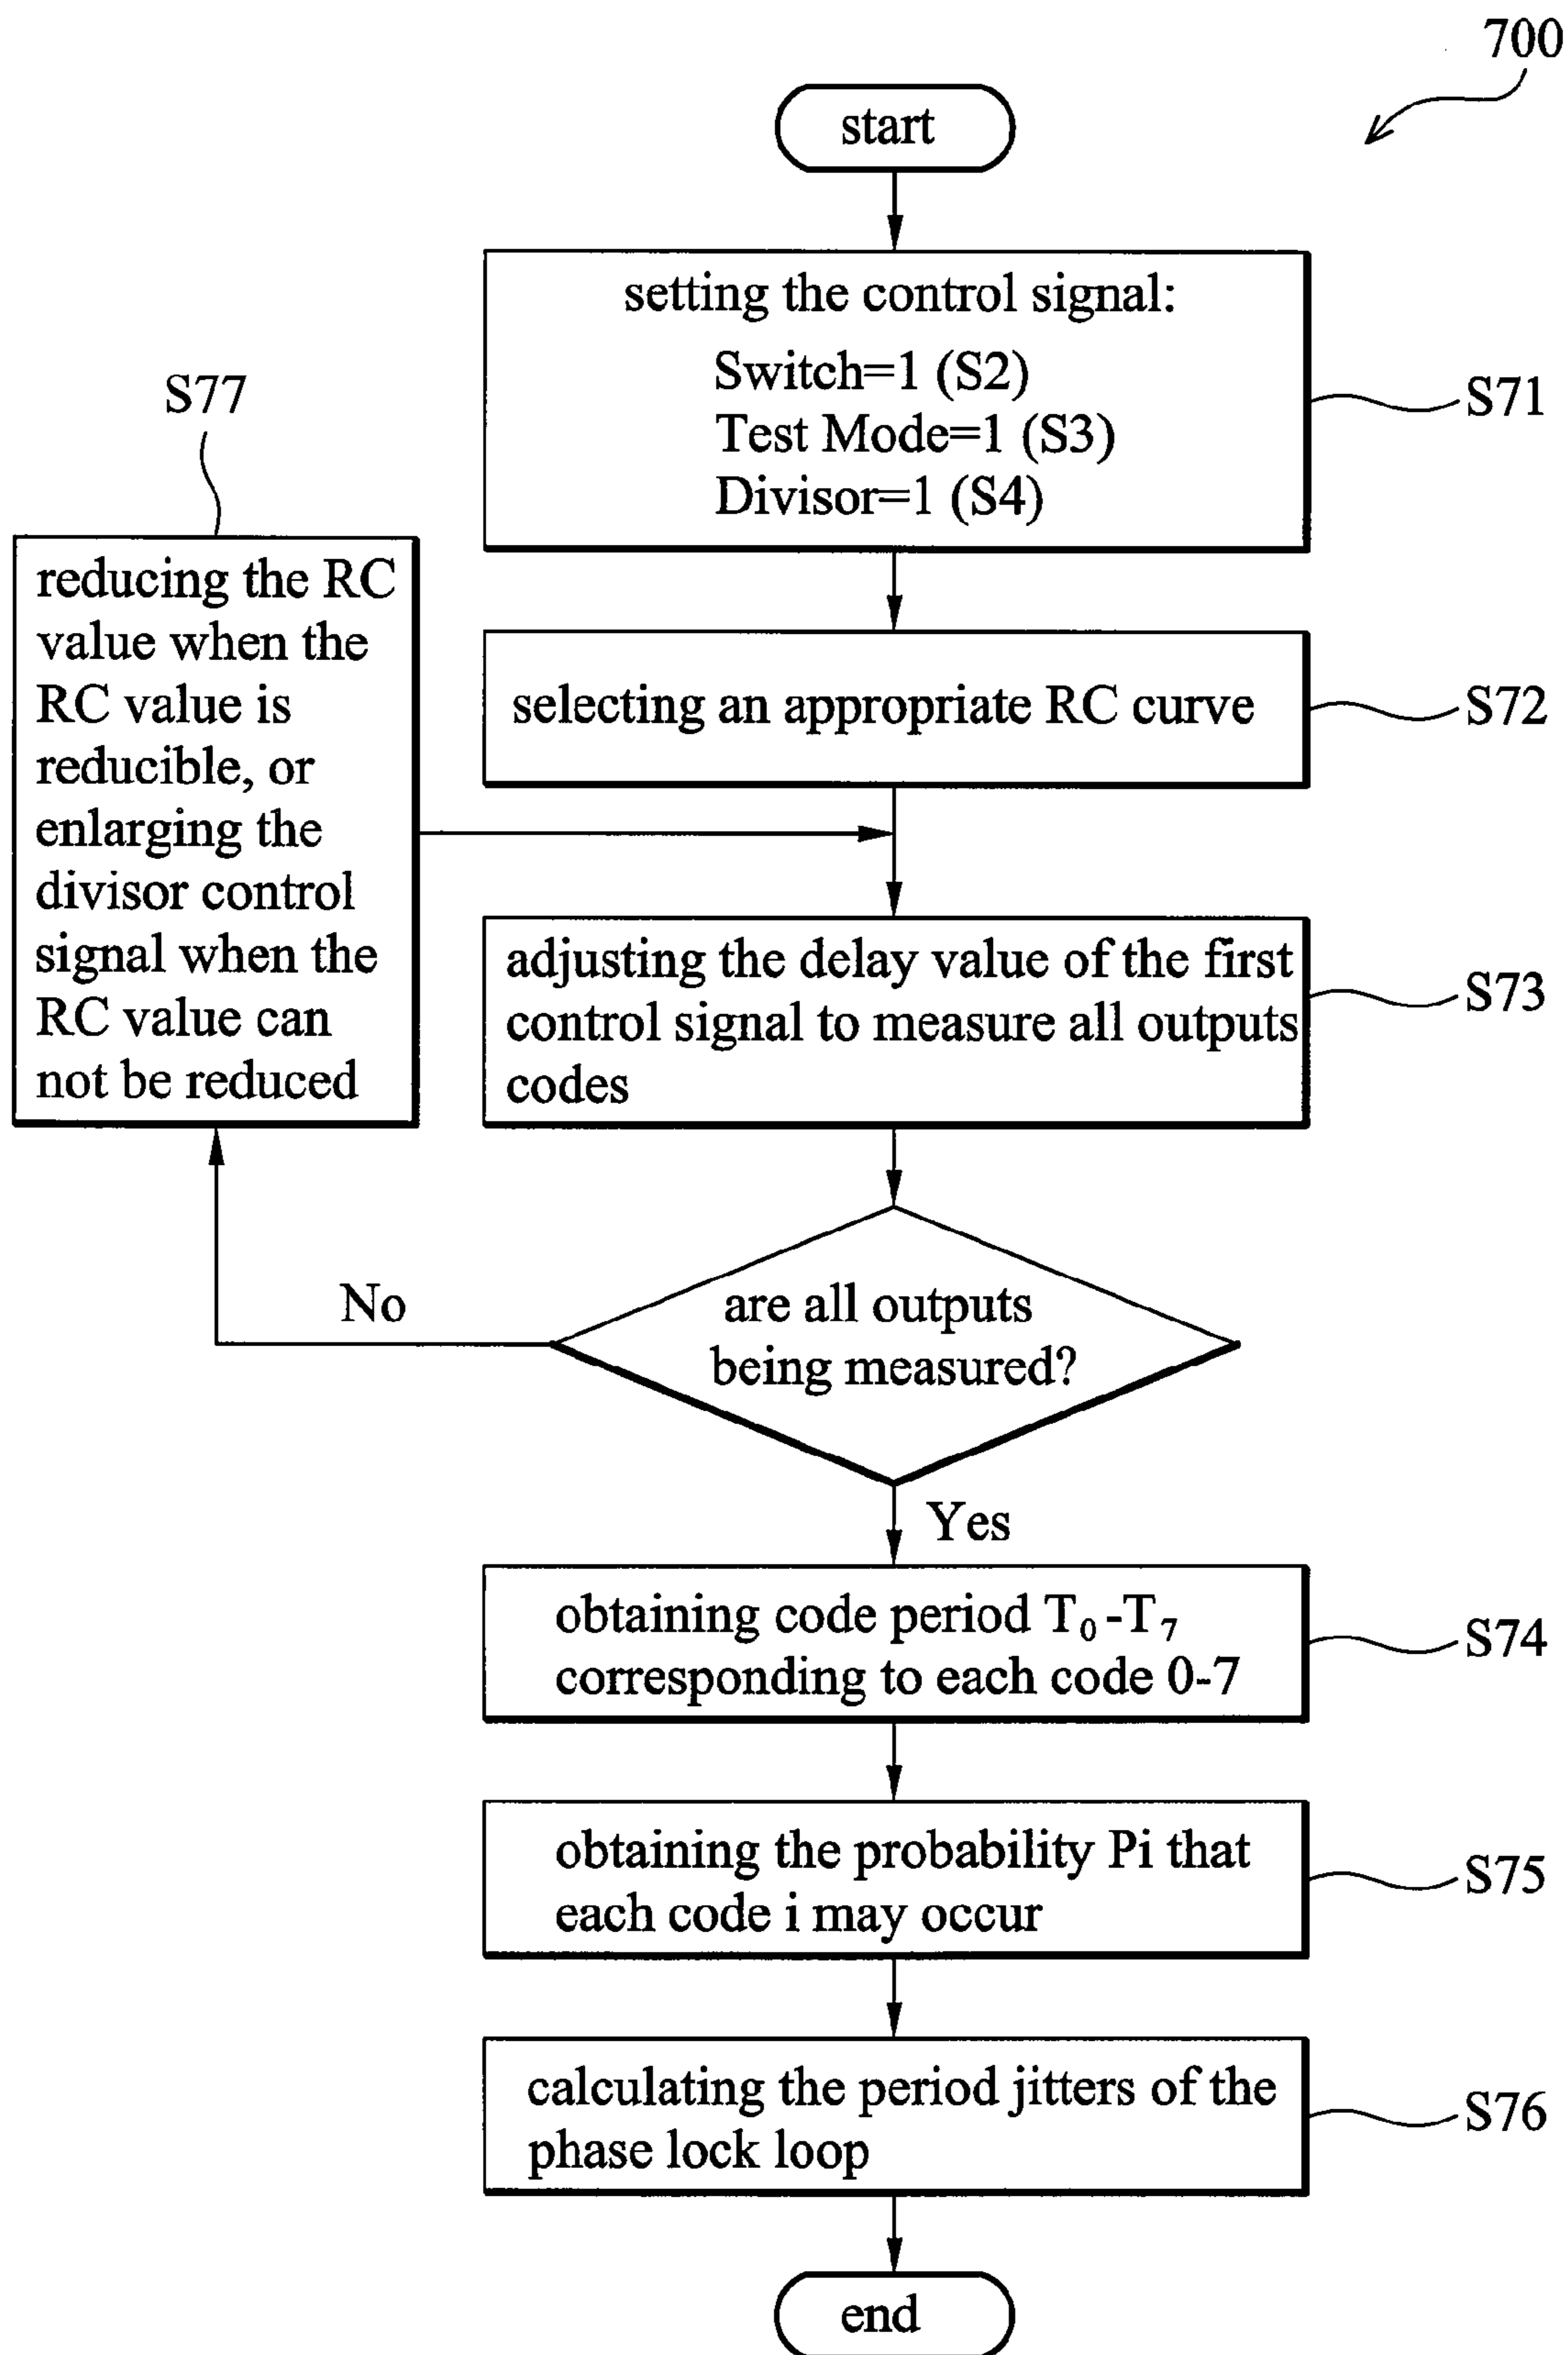 700
start
setting the control signal:
Switch=1 (S2)
Test Mode=1 (S3)
Divisor=1 (S4)
S71
S77
reducing the RC
value when the
RC value is
reducible, or
enlarging the
divisor control
signal when the
RC value can
not be reduced
selecting an appropriate RC curve
S72
adjusting the delay value of the first
control signal to measure all outputs
codes
S73
are all outputs
being measured?
No
Yes
obtaining code period T₀-T₇
corresponding to each code 0-7
S74
obtaining the probability Pi that
each code i may occur
S75
calculating the period jitters of the
phase lock loop
S76
end